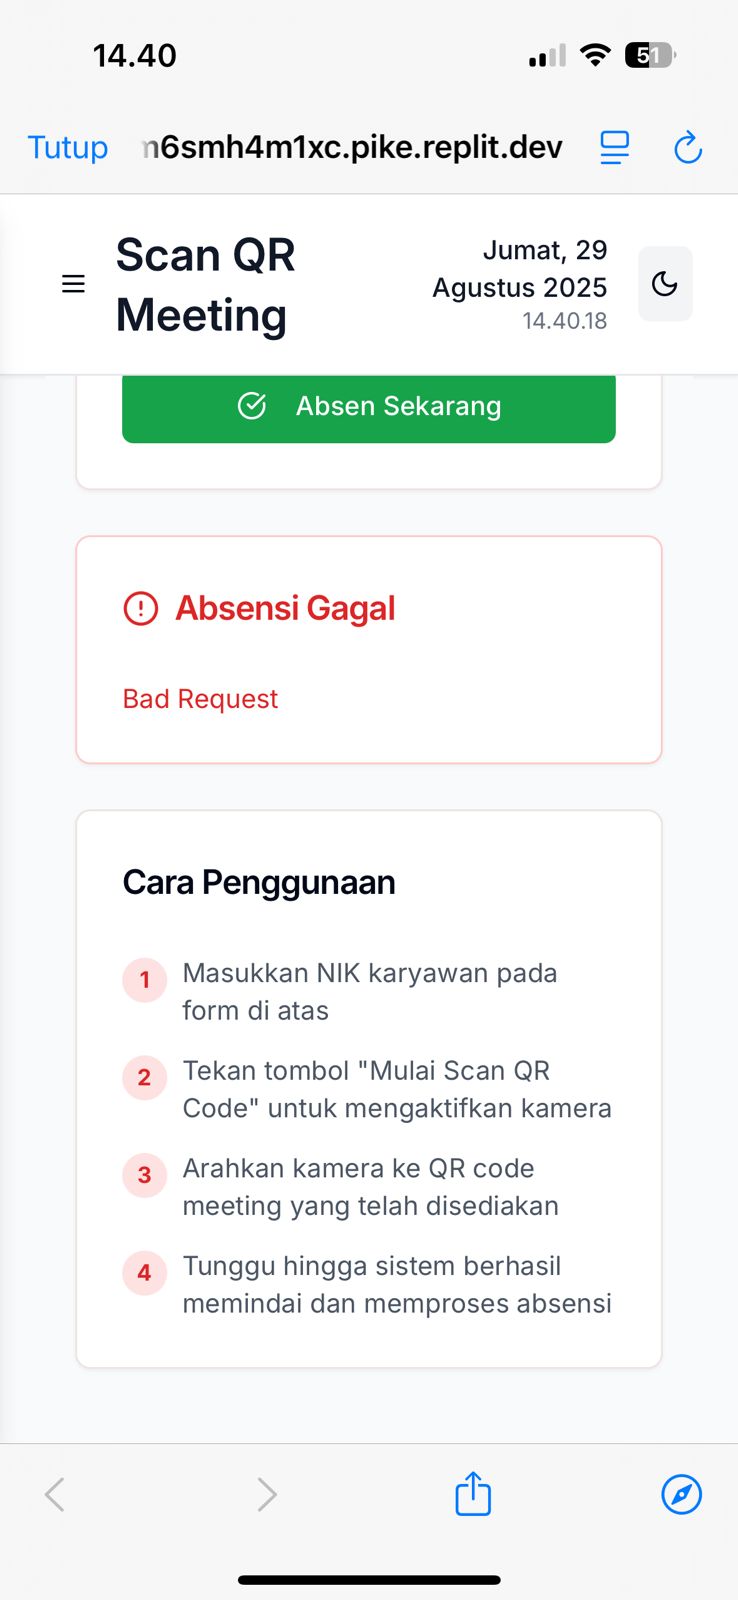 14.40
51
Tutup
n6smh4m1xc.pike.replit.dev
Scan QR
Meeting
Jumat, 29
Agustus 2025
14.40.18
Absen Sekarang
Absensi Gagal
Bad Request
Cara Penggunaan
1 Masukkan NIK karyawan pada
form di atas
2 Tekan tombol "Mulai Scan QR
Code" untuk mengaktifkan kamera
3 Arahkan kamera ke QR code
meeting yang telah disediakan
4 Tunggu hingga sistem berhasil
memindai dan memproses absensi